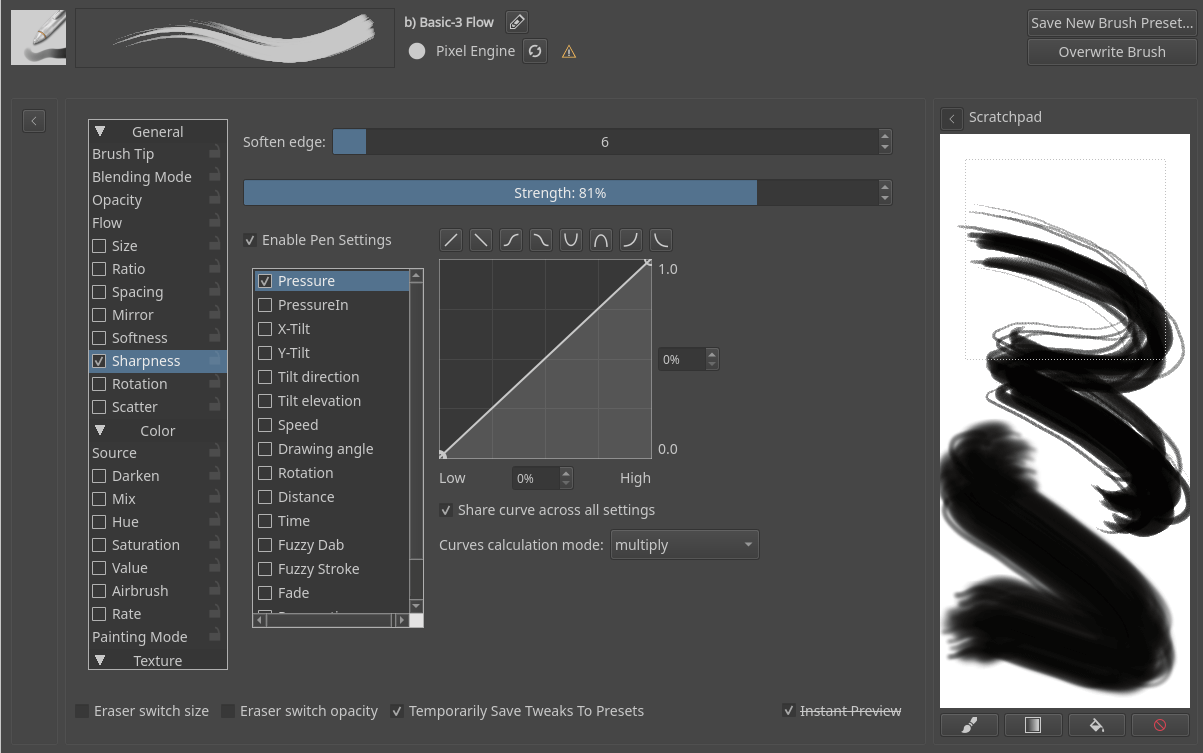 b) Basic-3 Flow
Pixel Engine
Save New Brush Preset...
Overwrite Brush
General
Brush Tip
Blending Mode
Opacity
Flow
Size
Ratio
Spacing
Mirror
Softness
Sharpness
Rotation
Scatter
Color
Source
Darken
Mix
Hue
Saturation
Value
Airbrush
Rate
Painting Mode
Texture
Soften edge: 6
Strength: 81%
Enable Pen Settings
Pressure
PressureIn
X-Tilt
Y-Tilt
Tilt direction
Tilt elevation
Speed
Drawing angle
Rotation
Distance
Time
Fuzzy Dab
Fuzzy Stroke
Fade
1.0
0%
0.0
Low 0% High
Share curve across all settings
Curves calculation mode: multiply
Scratchpad
Eraser switch size Eraser switch opacity Temporarily Save Tweaks To Presets Instant Preview